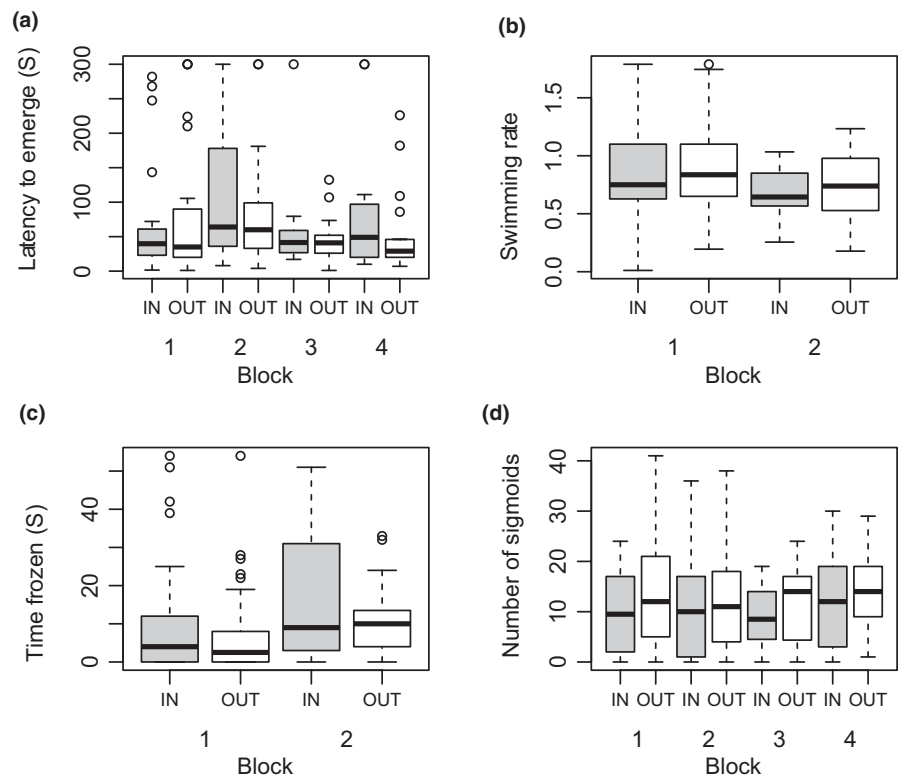 (a)
Latency to emerge (S)
300
200
100
0
IN OUT IN OUT IN OUT IN OUT
1 2 3 4
Block
(b)
Swimming rate
1.5
1.0
0.5
0.0
IN OUT IN OUT
1 2
Block
(c)
Time frozen (S)
40
20
0
IN OUT IN OUT
1 2
Block
(d)
Number of sigmoids
40
30
20
10
0
IN OUT IN OUT IN OUT IN OUT
1 2 3 4
Block